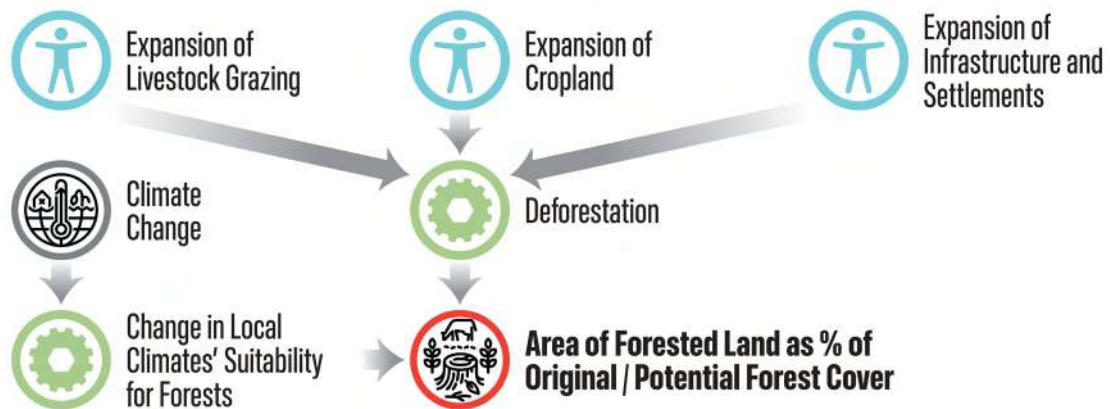 Expansion of
Livestock Grazing
Expansion of
Cropland
Expansion of
Infrastructure and
Settlements
Climate
Change
Deforestation
Change in Local
Climates' Suitability
for Forests
Area of Forested Land as % of
Original / Potential Forest Cover